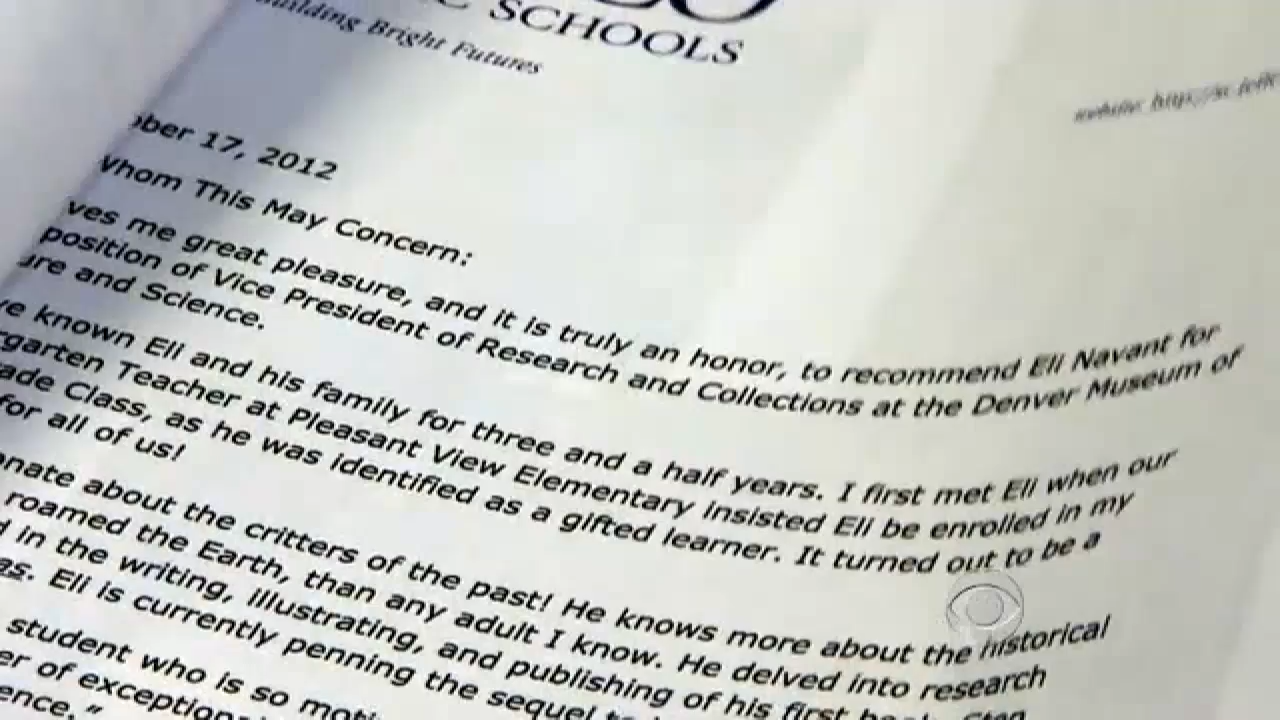 C SCHOOLS
Building Bright Futures
website: http://sc.jeffc
ober 17, 2012
Whom This May Concern:
ves me great pleasure, and it is truly an honor, to recommend Eli Navant for
position of Vice President of Research and Collections at the Denver Museum of
ure and Science.
ve known Eli and his family for three and a half years. I first met Eli when our
rgarten Teacher at Pleasant View Elementary insisted Eli be enrolled in my
ade Class, as he was identified as a gifted learner. It turned out to be a
for all of us!
onate about the critters of the past! He knows more about the historical
roamed the Earth, than any adult I know. He delved into research
d in the writing, illustrating, and publishing of his first book, Stan
as. Eli is currently penning the sequel to
student who is so moti
er of exceptiona
ence."